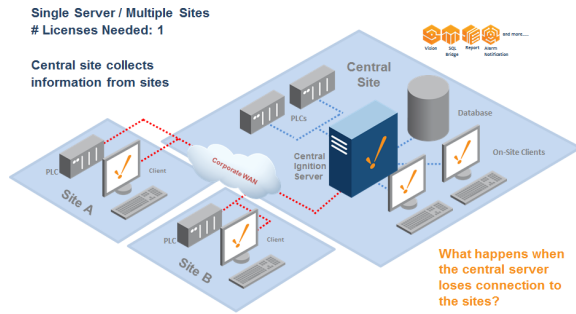 Single Server / Multiple Sites
# Licenses Needed: 1
Central site collects
information from sites
and more.....
Vision
SQL
Bridge
Report
Alarm
Notification
Central
Site
PLCs
Database
Central
Ignition
Server
On-Site Clients
PLC
Client
Site A
Corporate WAN
PLC
Client
Site B
What happens when
the central server
loses connection to
the sites?